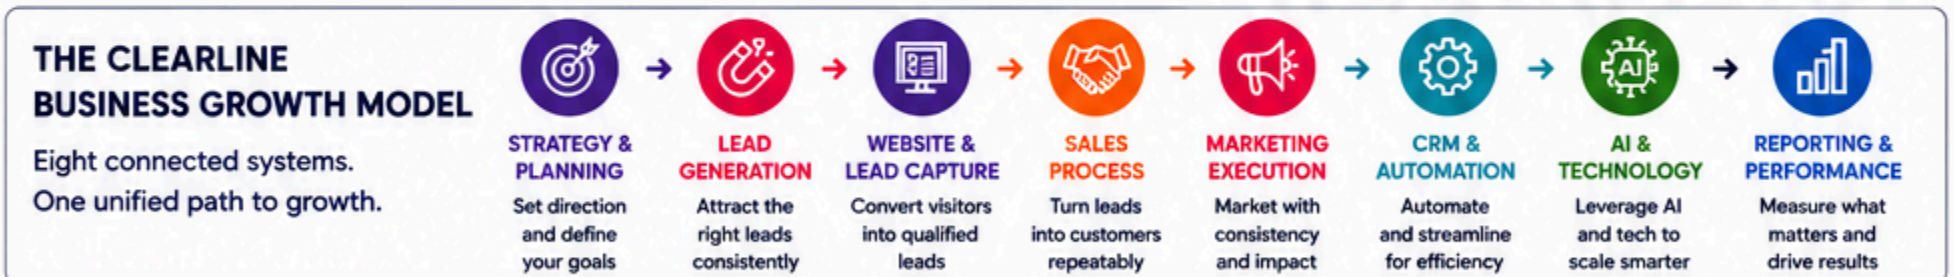 THE CLEARLINE
BUSINESS GROWTH MODEL
Eight connected systems.
One unified path to growth.
STRATEGY &
PLANNING
Set direction
and define
your goals
LEAD
GENERATION
Attract the
right leads
consistently
WEBSITE &
LEAD CAPTURE
Convert visitors
into qualified
leads
SALES
PROCESS
Turn leads
into customers
repeatably
MARKETING
EXECUTION
Market with
consistency
and impact
CRM &
AUTOMATION
Automate
and streamline
for efficiency
AI
AI &
TECHNOLOGY
Leverage AI
and tech to
scale smarter
REPORTING &
PERFORMANCE
Measure what
matters and
drive results